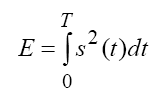 E = ∫₀ᵀ s²(t)dt